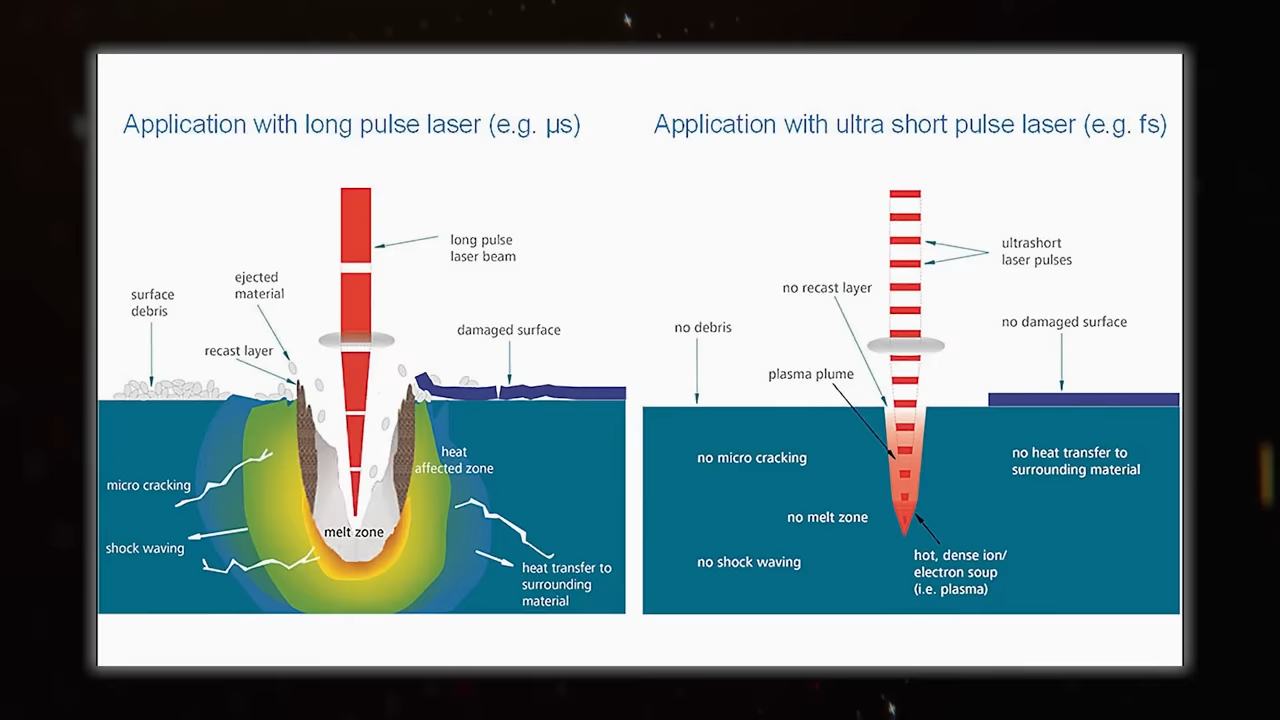 Application with long pulse laser (e.g. µs)
long pulse
laser beam
ejected
material
surface
debris
damaged surface
recast layer
heat
affected zone
micro cracking
melt zone
shock waving
heat transfer to
surrounding
material
Application with ultra short pulse laser (e.g. fs)
ultrashort
laser pulses
no recast layer
no debris
no damaged surface
plasma plume
no micro cracking
no heat transfer to
surrounding material
no melt zone
no shock waving
hot, dense ion/
electron soup
(i.e. plasma)